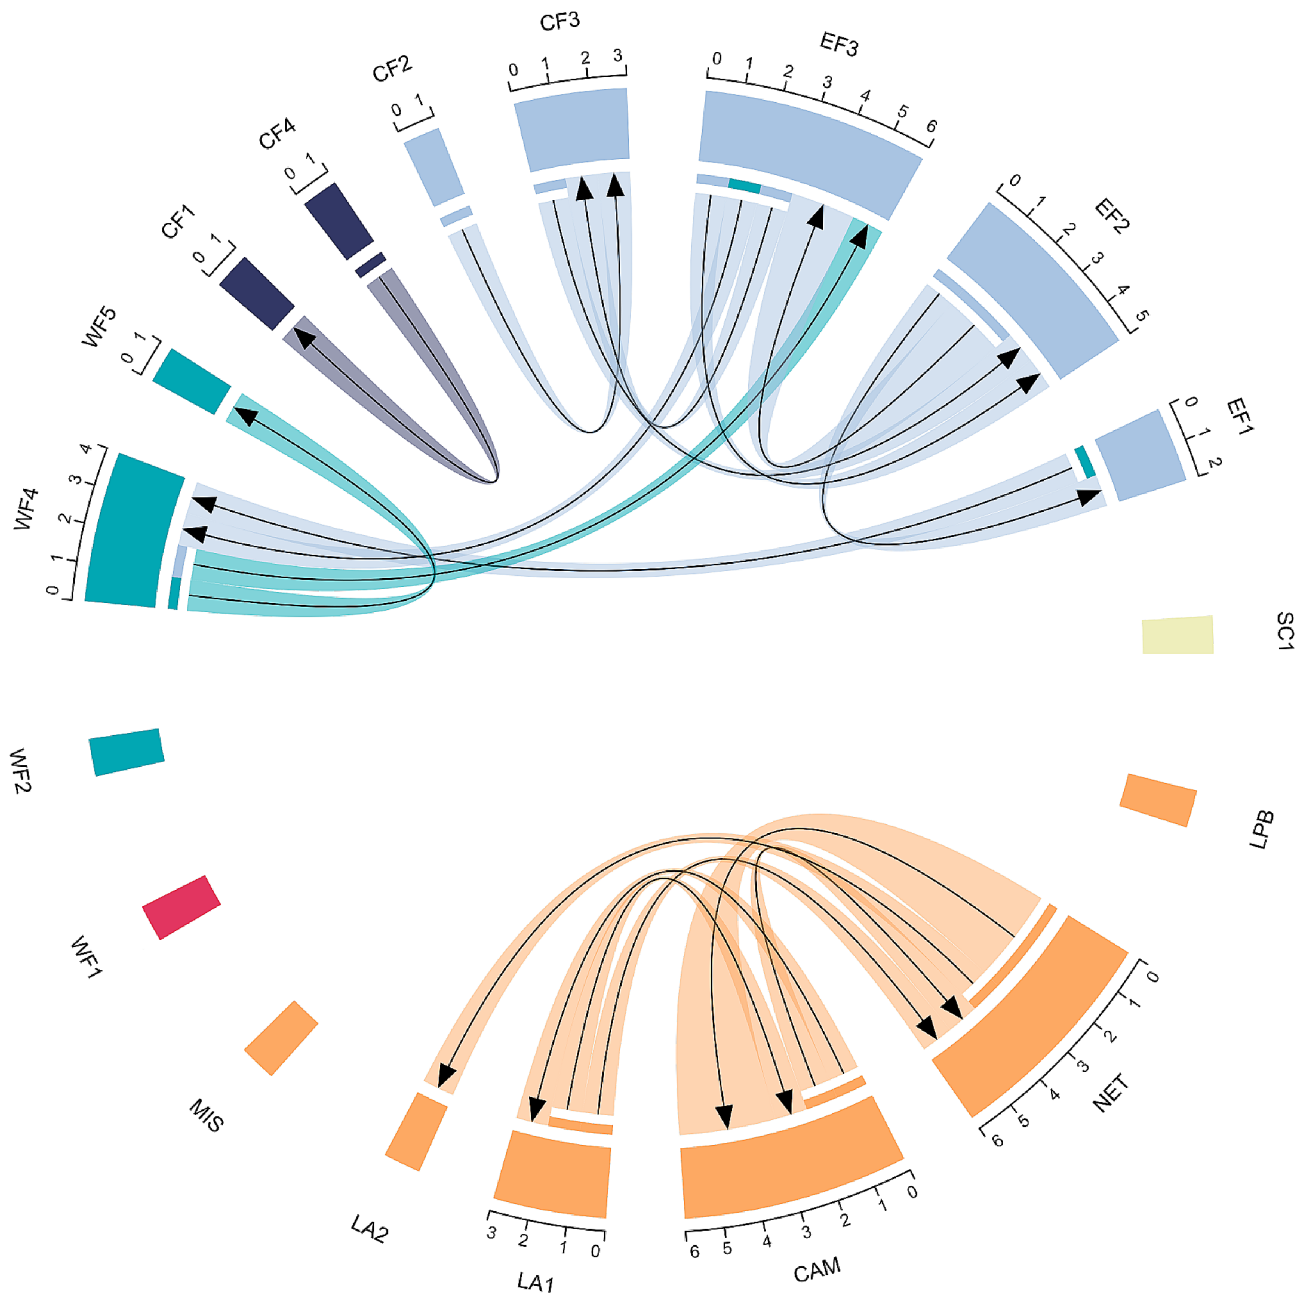 CF3
0 1 2 3
EF3
0 1 2 3 4 5 6
CF2
0 1
EF2
0 1 2 3 4 5
CF4
0 1
CF1
0 1
EF1
0 1 2
WF5
0 1
WF4
0 1 2 3 4
SC1
WF2
LPB
WF1
NET
0 1 2 3 4 5 6
MIS
LA2
LA1
3 2 1 0
CAM
6 5 4 3 2 1 0